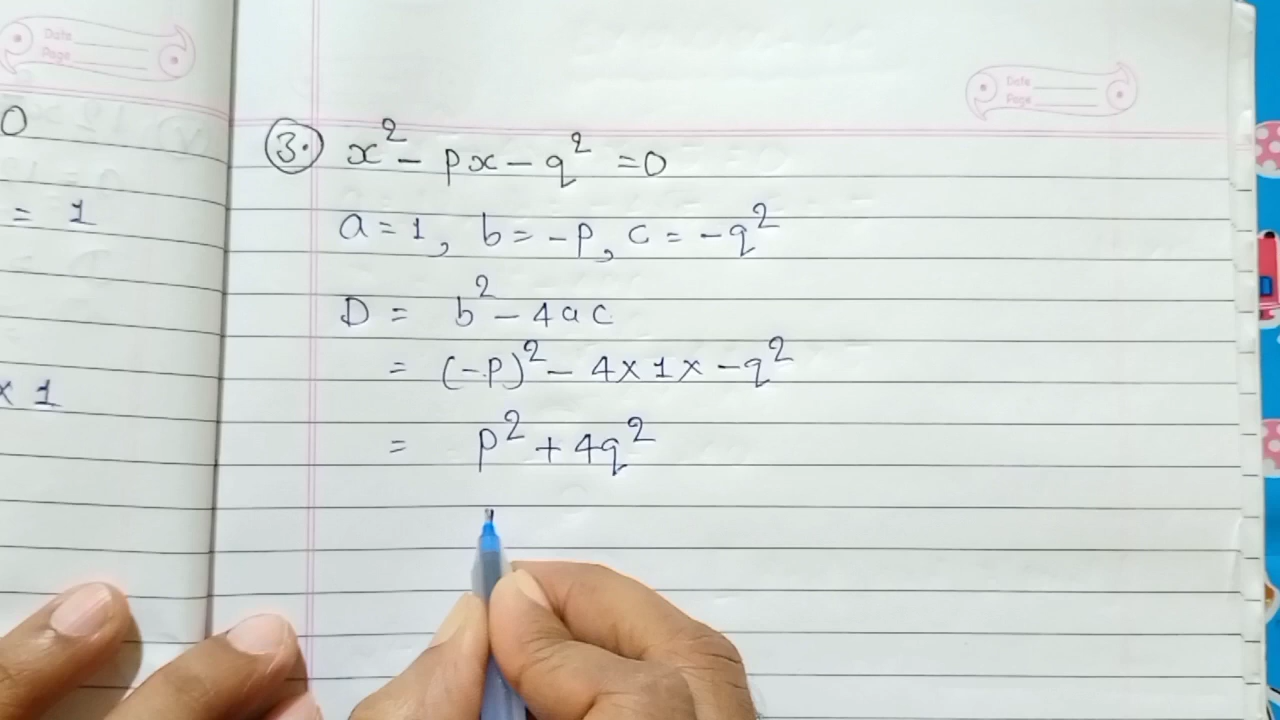 Date
Page
0
= 1
x 1
Date
Page
3. x² - px - q² = 0
a = 1, b = -p, c = -q²
D = b² - 4ac
= (-p)² - 4 x 1 x -q²
= p² + 4q²